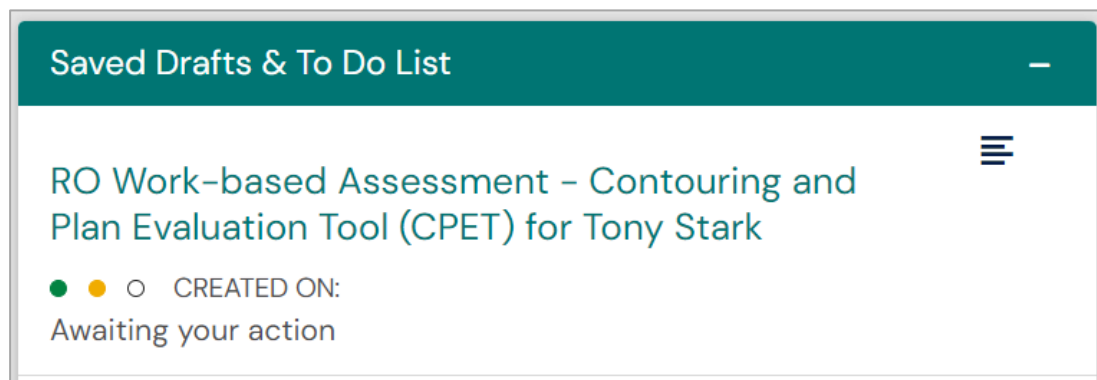 Saved Drafts & To Do List
RO Work-based Assessment - Contouring and
Plan Evaluation Tool (CPET) for Tony Stark
CREATED ON:
Awaiting your action